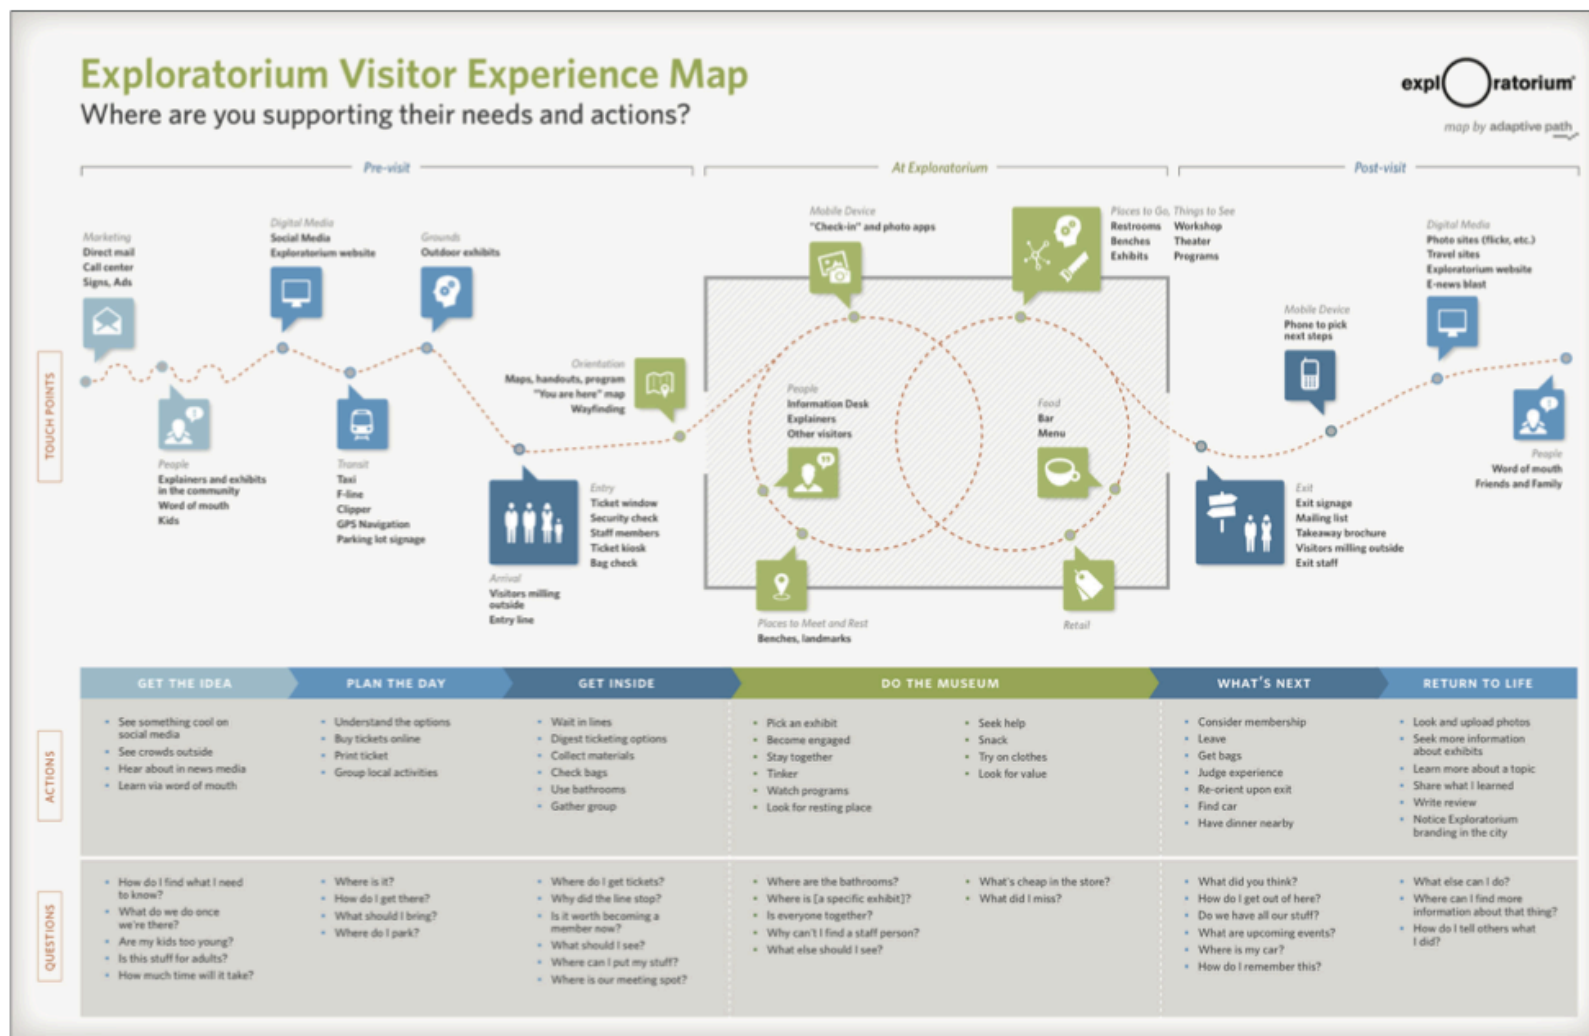 Exploratorium Visitor Experience Map
Where are you supporting their needs and actions?
expl ratorium
map by adaptive path
Pre-visit
At Exploratorium
Post-visit
TOUCH POINTS
Marketing
Direct mail
Call center
Signs, Ads
People
Explainers and exhibits
in the community
Word of mouth
Kids
Digital Media
Social Media
Exploratorium website
Transit
Taxi
F-line
Clipper
GPS Navigation
Parking lot signage
Grounds
Outdoor exhibits
Arrival
Visitors milling
outside
Entry line
Entry
Ticket window
Security check
Staff members
Ticket kiosk
Bag check
Orientation
Maps, handouts, program
"You are here" map
Wayfinding
Mobile Device
"Check-in" and photo apps
People
Information Desk
Explainers
Other visitors
Places to Meet and Rest
Benches, landmarks
Places to Go, Things to See
Restrooms Workshop
Benches Theater
Exhibits Programs
Food
Bar
Menu
Retail
Exit
Exit signage
Mailing list
Takeaway brochure
Visitors milling outside
Exit staff
Mobile Device
Phone to pick
next steps
Digital Media
Photo sites (flickr, etc.)
Travel sites
Exploratorium website
E-news blast
People
Word of mouth
Friends and Family
GET THE IDEA
PLAN THE DAY
GET INSIDE
DO THE MUSEUM
WHAT'S NEXT
RETURN TO LIFE
ACTIONS
See something cool on
social media
See crowds outside
Hear about in news media
Learn via word of mouth
Understand the options
Buy tickets online
Print ticket
Group local activities
Wait in lines
Digest ticketing options
Collect materials
Check bags
Use bathrooms
Gather group
Pick an exhibit
Become engaged
Stay together
Tinker
Watch programs
Look for resting place
Seek help
Snack
Try on clothes
Look for value
Consider membership
Leave
Get bags
Judge experience
Re-orient upon exit
Find car
Have dinner nearby
Look and upload photos
Seek more information
about exhibits
Learn more about a topic
Share what I learned
Write review
Notice Exploratorium
branding in the city
QUESTIONS
How do I find what I need
to know?
What do we do once
we're there?
Are my kids too young?
Is this stuff for adults?
How much time will it take?
Where is it?
How do I get there?
What should I bring?
Where do I park?
Where do I get tickets?
Why did the line stop?
Is it worth becoming a
member now?
What should I see?
Where can I put my stuff?
Where is our meeting spot?
Where are the bathrooms?
Where is [a specific exhibit]?
Is everyone together?
Why can't I find a staff person?
What else should I see?
What's cheap in the store?
What did I miss?
What did you think?
How do I get out of here?
Do we have all our stuff?
What are upcoming events?
Where is my car?
How do I remember this?
What else can I do?
Where can I find more
information about that thing?
How do I tell others what
I did?